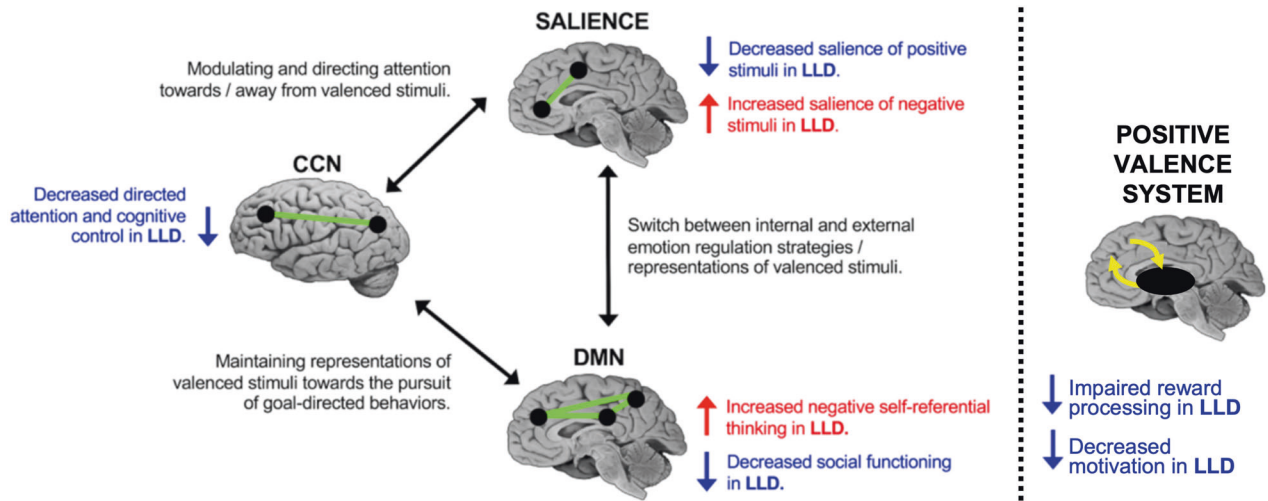 SALIENCE
Decreased salience of positive
stimuli in LLD.
Increased salience of negative
stimuli in LLD.
Modulating and directing attention
towards / away from valenced stimuli.
CCN
Decreased directed
attention and cognitive
control in LLD.
Switch between internal and external
emotion regulation strategies /
representations of valenced stimuli.
Maintaining representations of
valenced stimuli towards the pursuit
of goal-directed behaviors.
DMN
Increased negative self-referential
thinking in LLD.
Decreased social functioning
in LLD.
POSITIVE
VALENCE
SYSTEM
Impaired reward
processing in LLD
Decreased
motivation in LLD